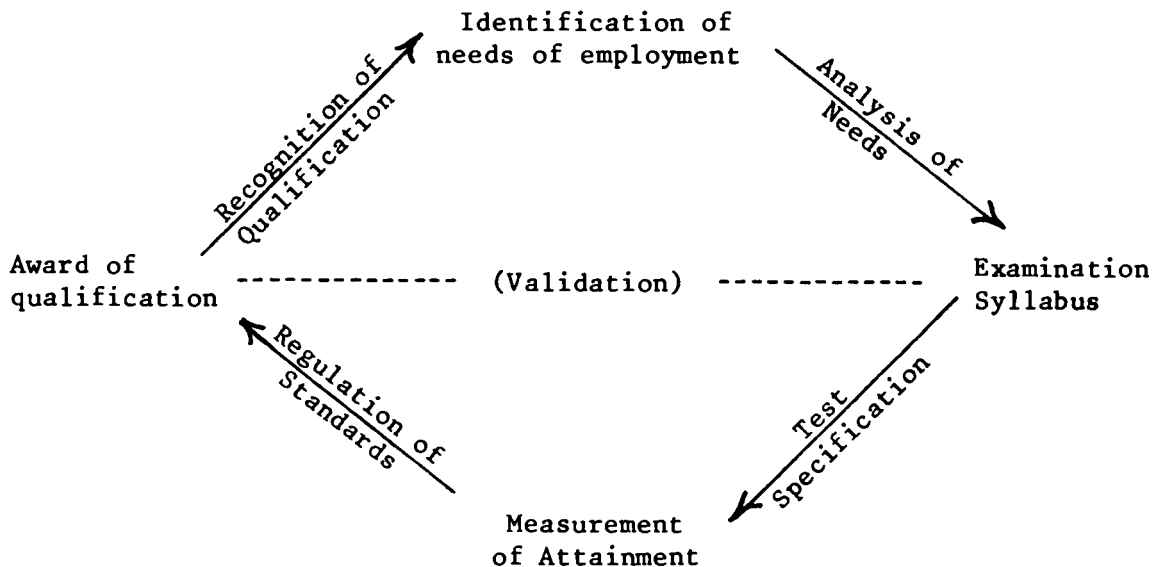 Identification of
needs of employment
Recognition of
Qualification
Analysis of
Needs
Award of
qualification
(Validation)
Examination
Syllabus
Regulation of
Standards
Test
Specification
Measurement
of Attainment